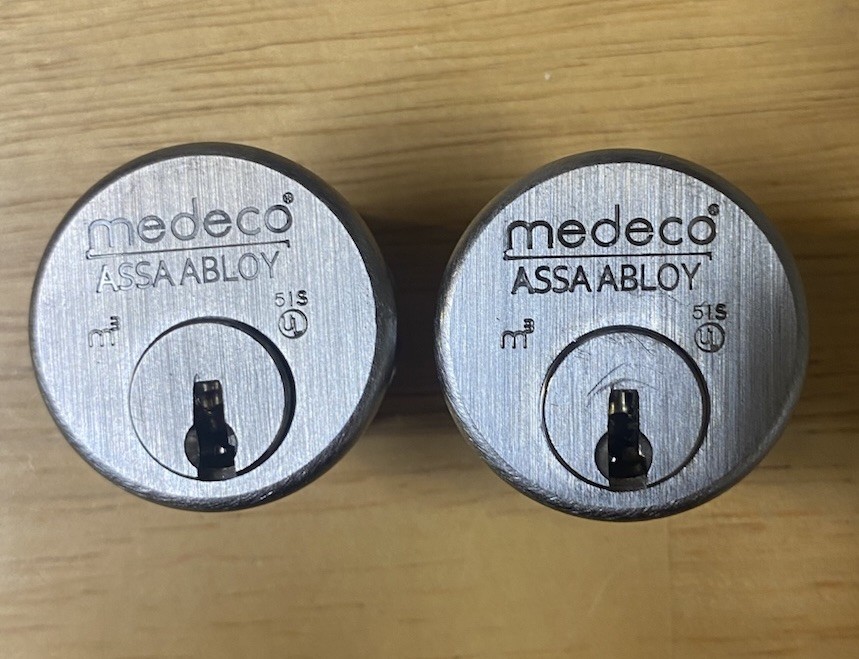 medeco®
ASSA ABLOY
51S
m³
UL
medeco®
ASSA ABLOY
51S
m³
UL